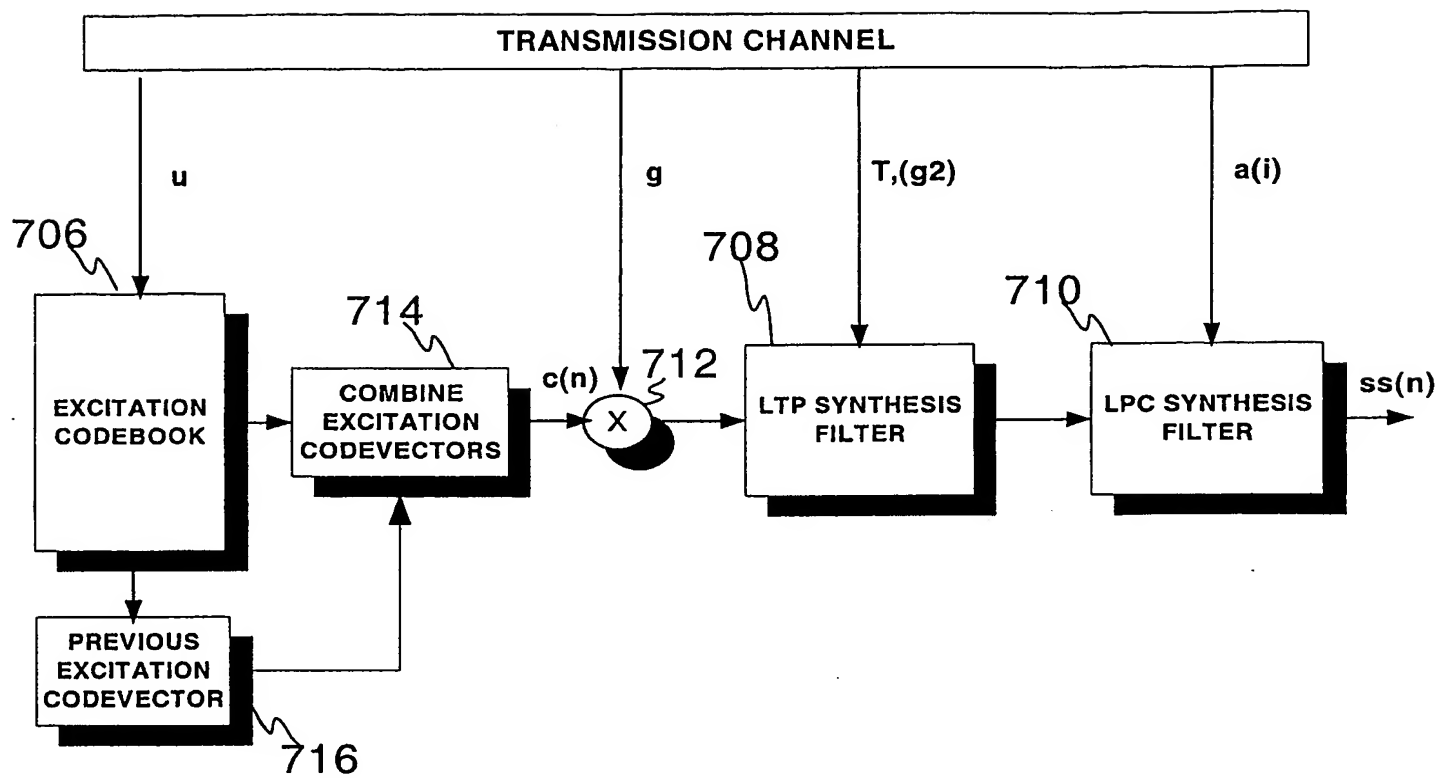 TRANSMISSION CHANNEL
u
g
T,(g2)
a(i)
706
708
710
714
712
c(n)
ss(n)
EXCITATION
CODEBOOK
COMBINE
EXCITATION
CODEVECTORS
X
LTP SYNTHESIS
FILTER
LPC SYNTHESIS
FILTER
PREVIOUS
EXCITATION
CODEVECTOR
716